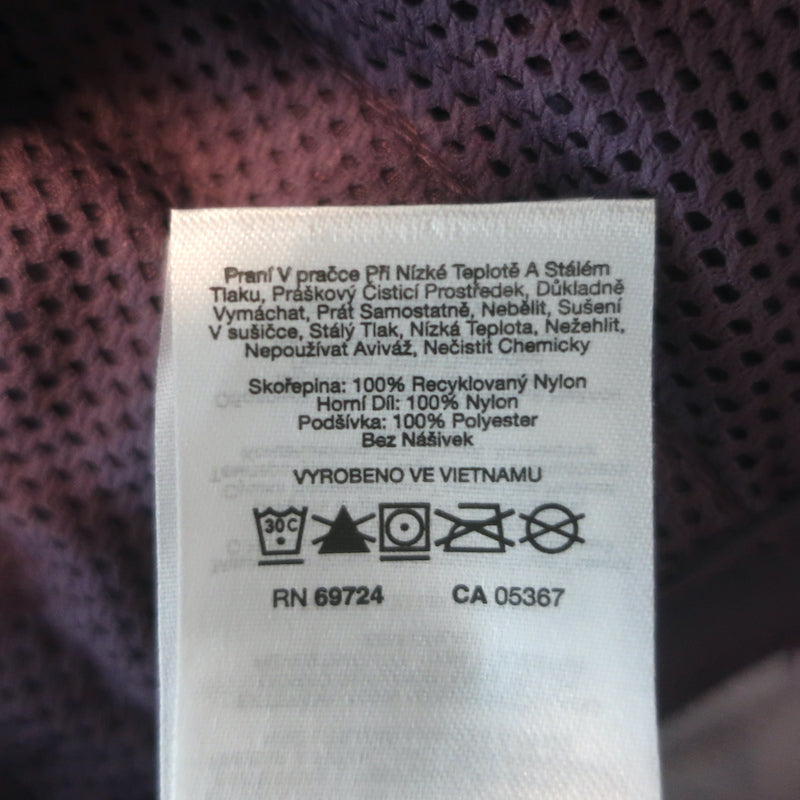 Praní V pračce Při Nízké Teplotě A Stálém
Tlaku, Práškový Čisticí Prostředek, Důkladně
Vymáchat, Prát Samostatně, Nebělit, Sušení
V sušičce, Stálý Tlak, Nízká Teplota, Nežehlit,
Nepoužívat Aviváž, Nečistit Chemicky
Skořepina: 100% Recyklovaný Nylon
Horní Díl: 100% Nylon
Podšívka: 100% Polyester
Bez Nášivek
VYROBENO VE VIETNAMU
30C
RN 69724 CA 05367